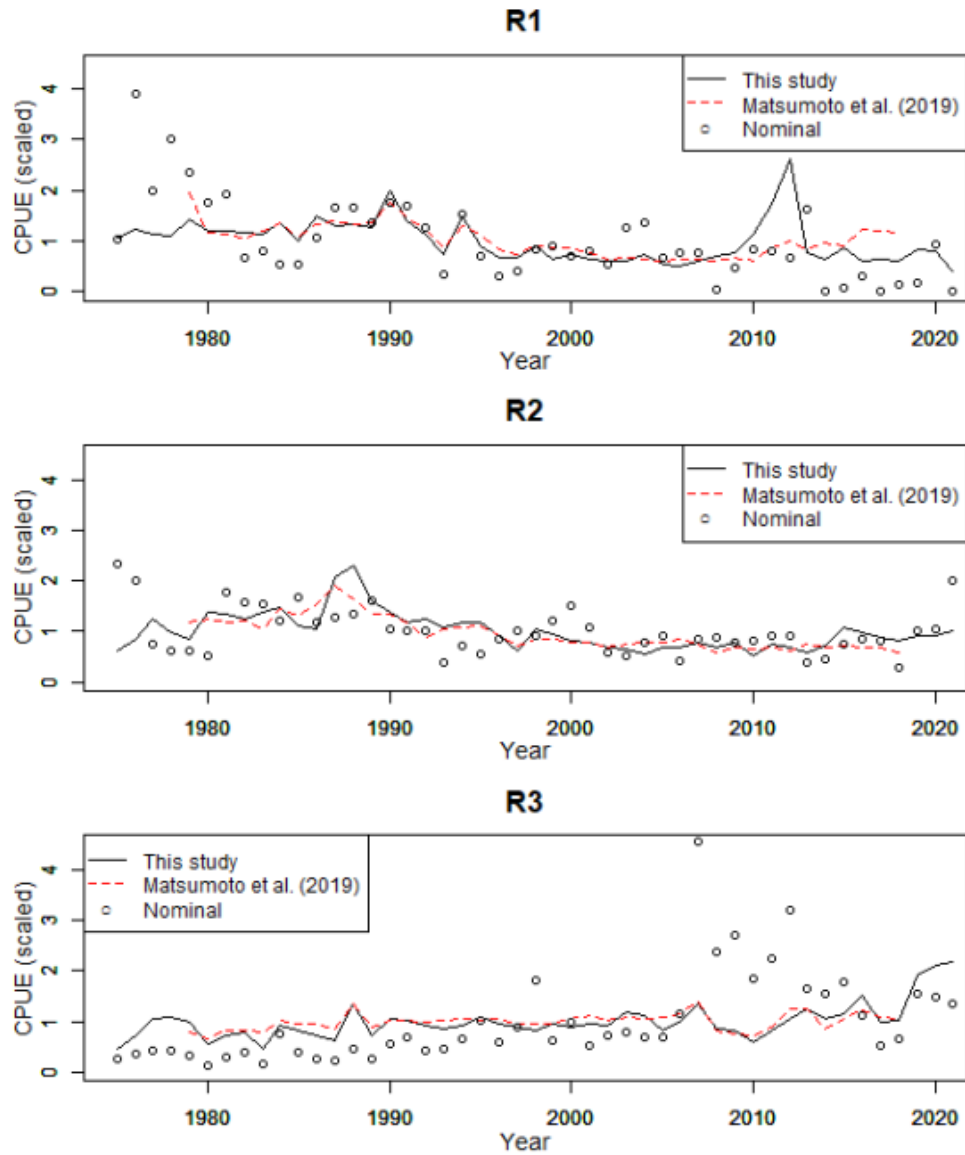 R1
CPUE (scaled)
4
3
2
1
0
This study
Matsumoto et al. (2019)
Nominal
1980 1990 2000 2010 2020
Year
R2
CPUE (scaled)
4
3
2
1
0
This study
Matsumoto et al. (2019)
Nominal
1980 1990 2000 2010 2020
Year
R3
CPUE (scaled)
4
3
2
1
0
This study
Matsumoto et al. (2019)
Nominal
1980 1990 2000 2010 2020
Year